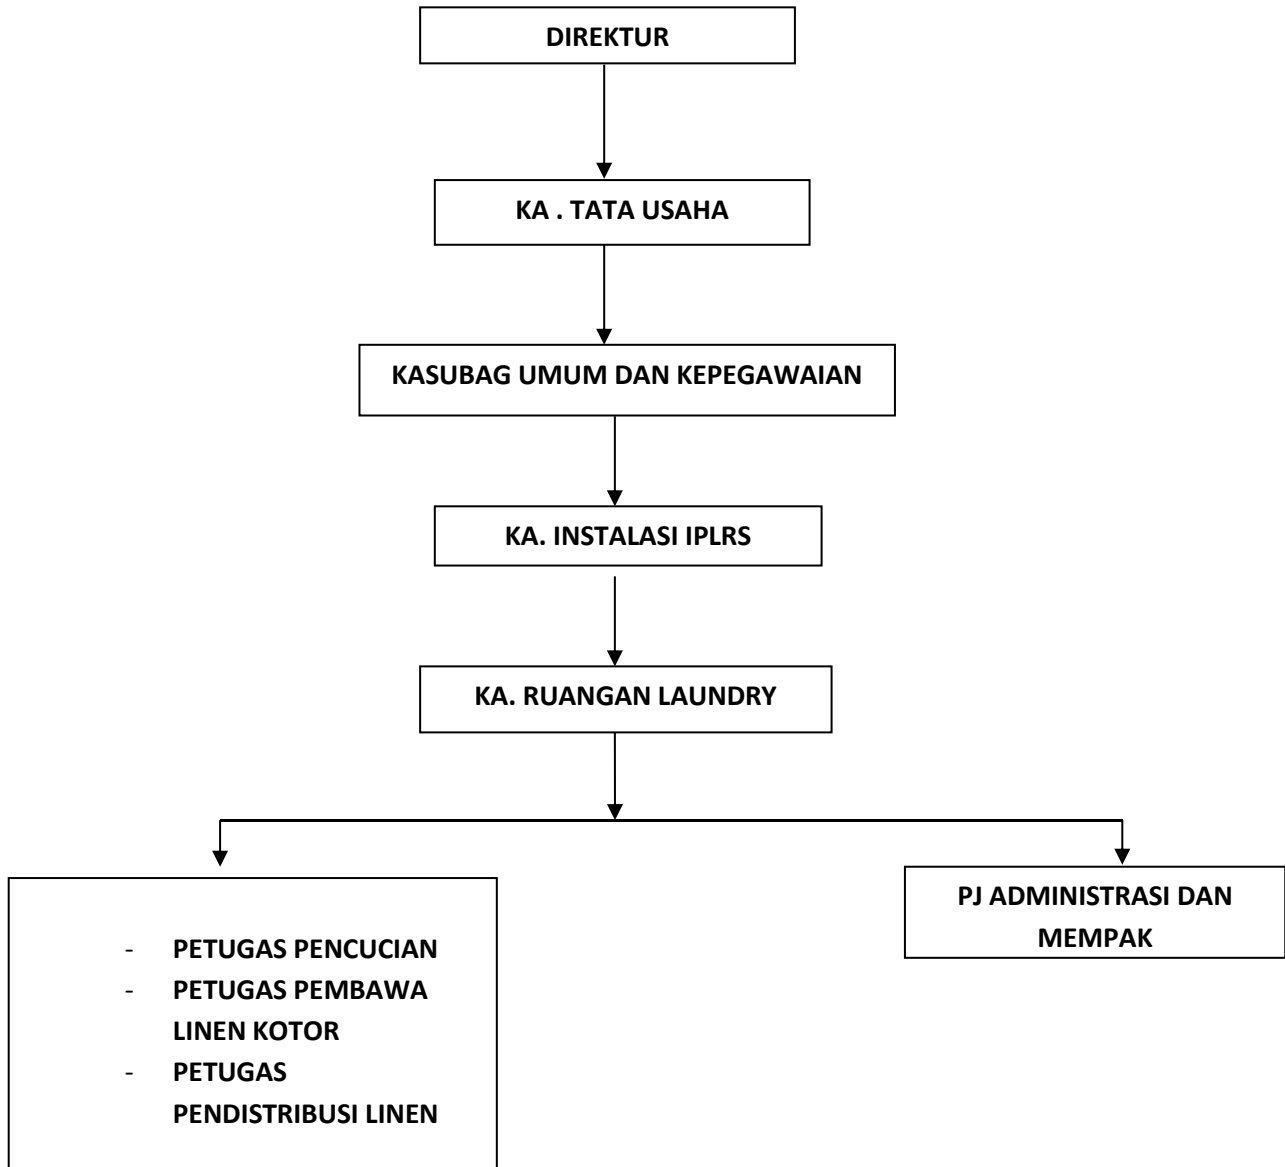 DIREKTUR
KA . TATA USAHA
KASUBAG UMUM DAN KEPEGAWAIAN
KA. INSTALASI IPLRS
KA. RUANGAN LAUNDRY
- PETUGAS PENCUCIAN
- PETUGAS PEMBAWA
LINEN KOTOR
- PETUGAS
PENDISTRIBUSI LINEN
PJ ADMINISTRASI DAN
MEMPAK